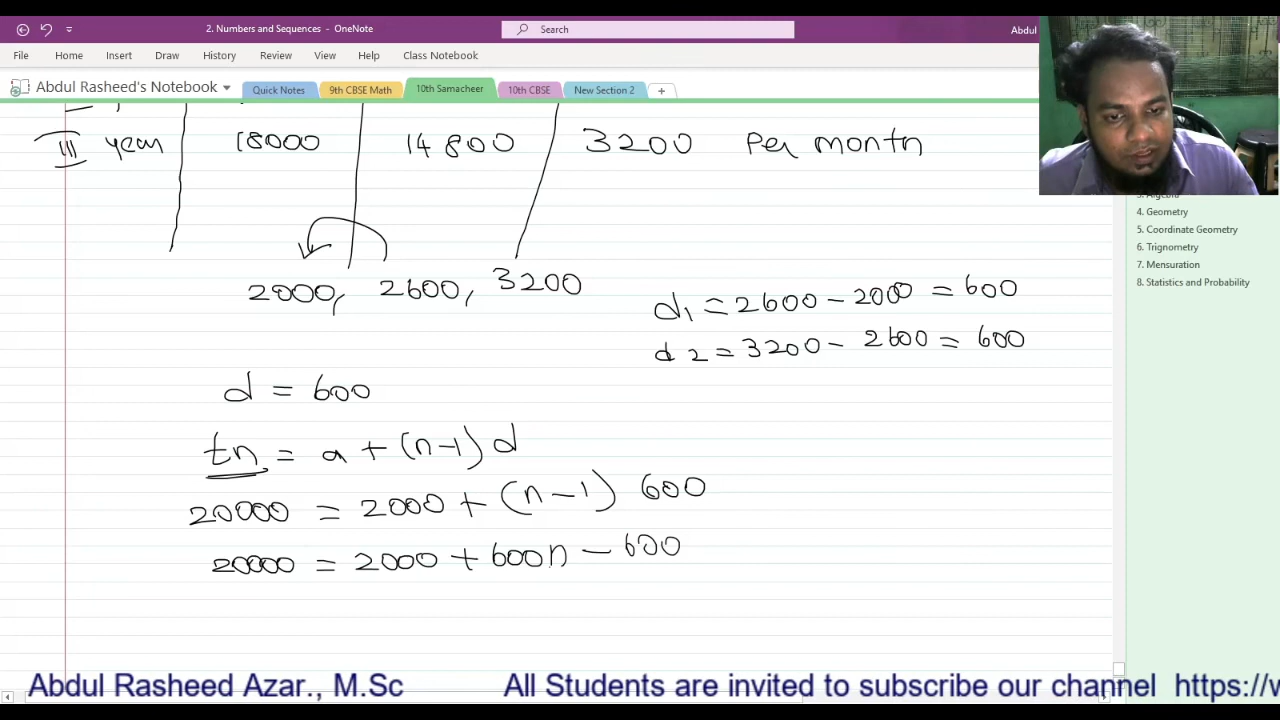 2. Numbers and Sequences - OneNote
Search
Abdul
File Home Insert Draw History Review View Help Class Notebook
Abdul Rasheed's Notebook
Quick Notes 9th CBSE Math 10th Samacheer 10th CBSE New Section 2 +
III year 18000 14800 3200 Per month
4. Geometry
5. Coordinate Geometry
6. Trignometry
7. Mensuration
8. Statistics and Probability
2000, 2600, 3200
d1 = 2600 - 2000 = 600
d2 = 3200 - 2600 = 600
d = 600
tn = a + (n-1) d
20000 = 2000 + (n-1) 600
20000 = 2000 + 600n - 600
Abdul Rasheed Azar., M.Sc All Students are invited to subscribe our channel https://